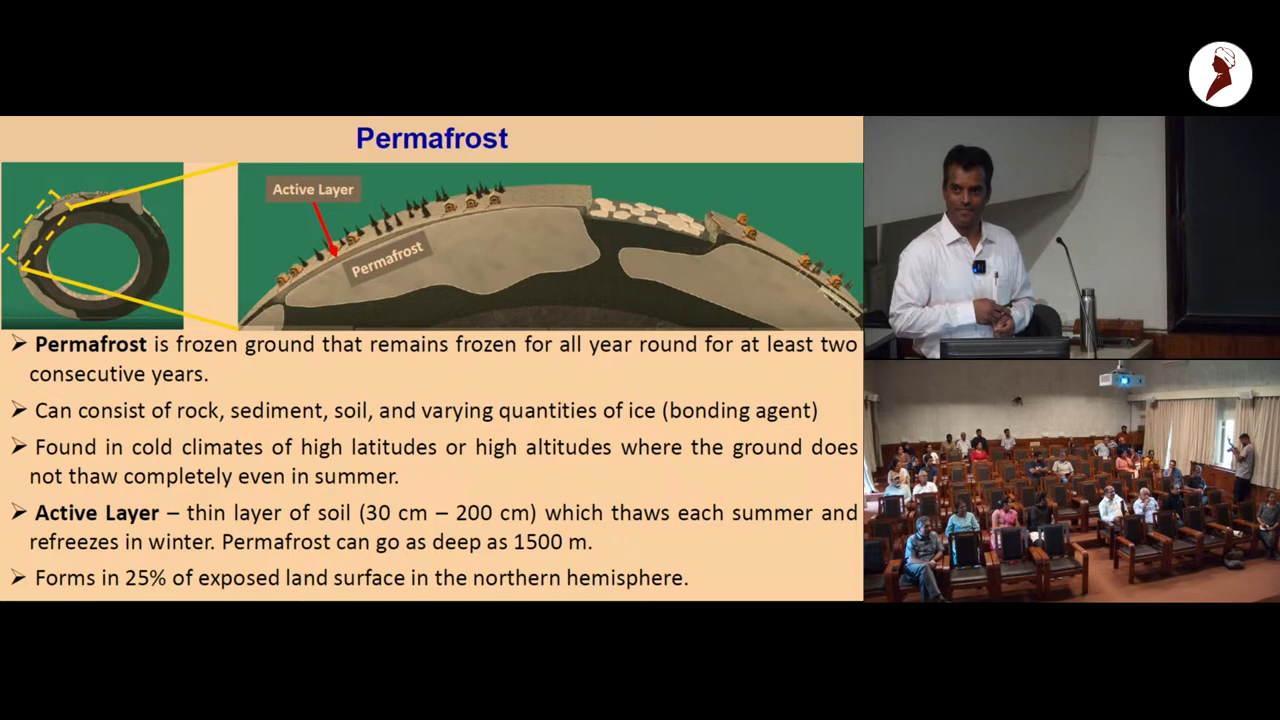 Permafrost
Active Layer
Permafrost
➢ Permafrost is frozen ground that remains frozen for all year round for at least two
consecutive years.
➢ Can consist of rock, sediment, soil, and varying quantities of ice (bonding agent)
➢ Found in cold climates of high latitudes or high altitudes where the ground does
not thaw completely even in summer.
➢ Active Layer – thin layer of soil (30 cm – 200 cm) which thaws each summer and
refreezes in winter. Permafrost can go as deep as 1500 m.
➢ Forms in 25% of exposed land surface in the northern hemisphere.